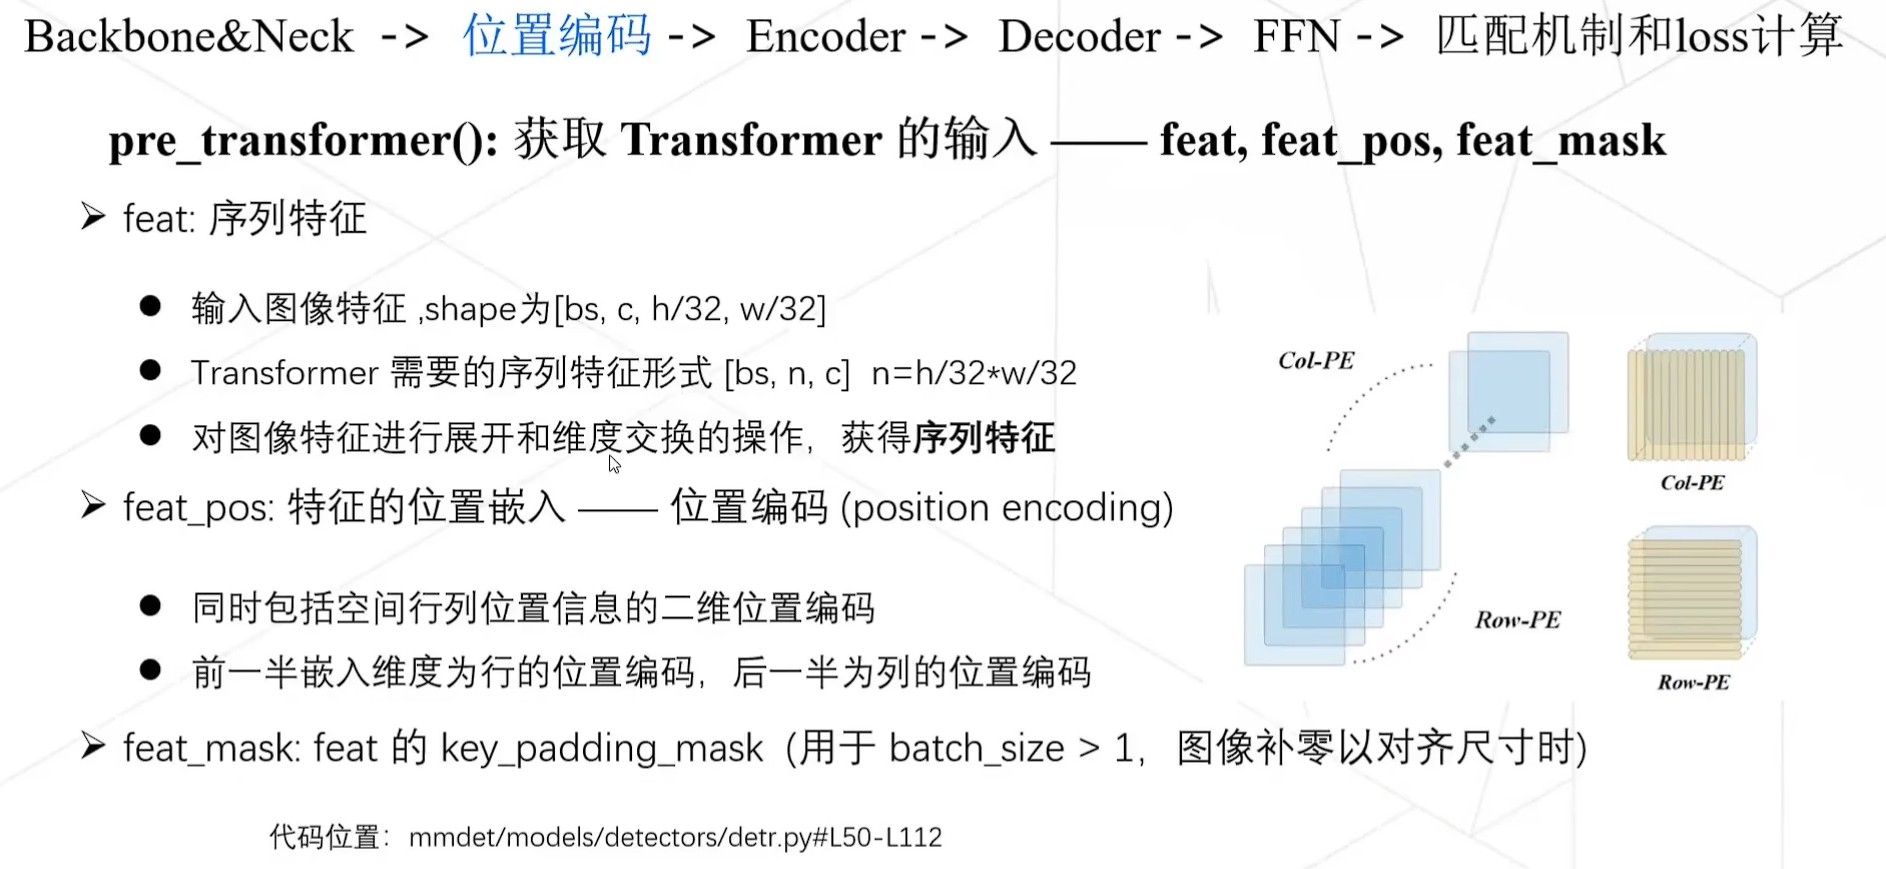 Backbone&Neck -> 位置编码 -> Encoder -> Decoder -> FFN -> 匹配机制和loss计算
pre_transformer(): 获取 Transformer 的输入 —— feat, feat_pos, feat_mask
➢ feat: 序列特征
● 输入图像特征 ,shape为[bs, c, h/32, w/32]
● Transformer 需要的序列特征形式 [bs, n, c] n=h/32*w/32
● 对图像特征进行展开和维度交换的操作，获得序列特征
➢ feat_pos: 特征的位置嵌入 —— 位置编码 (position encoding)
● 同时包括空间行列位置信息的二维位置编码
● 前一半嵌入维度为行的位置编码，后一半为列的位置编码
➢ feat_mask: feat 的 key_padding_mask (用于 batch_size > 1，图像补零以对齐尺寸时)
代码位置：mmdet/models/detectors/detr.py#L50-L112
Col-PE
Col-PE
Row-PE
Row-PE